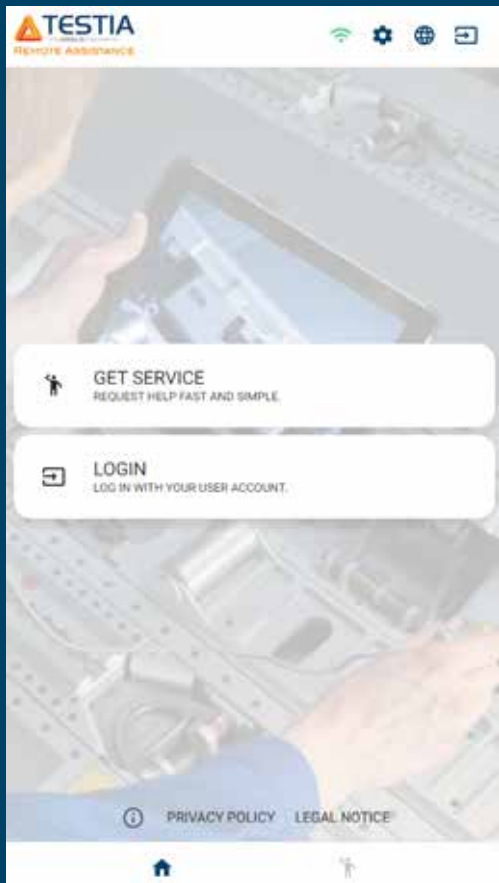 TESTIA
REMOTE ASSISTANCE
GET SERVICE
REQUEST HELP FAST AND SIMPLE.
LOGIN
LOG IN WITH YOUR USER ACCOUNT.
PRIVACY POLICY LEGAL NOTICE